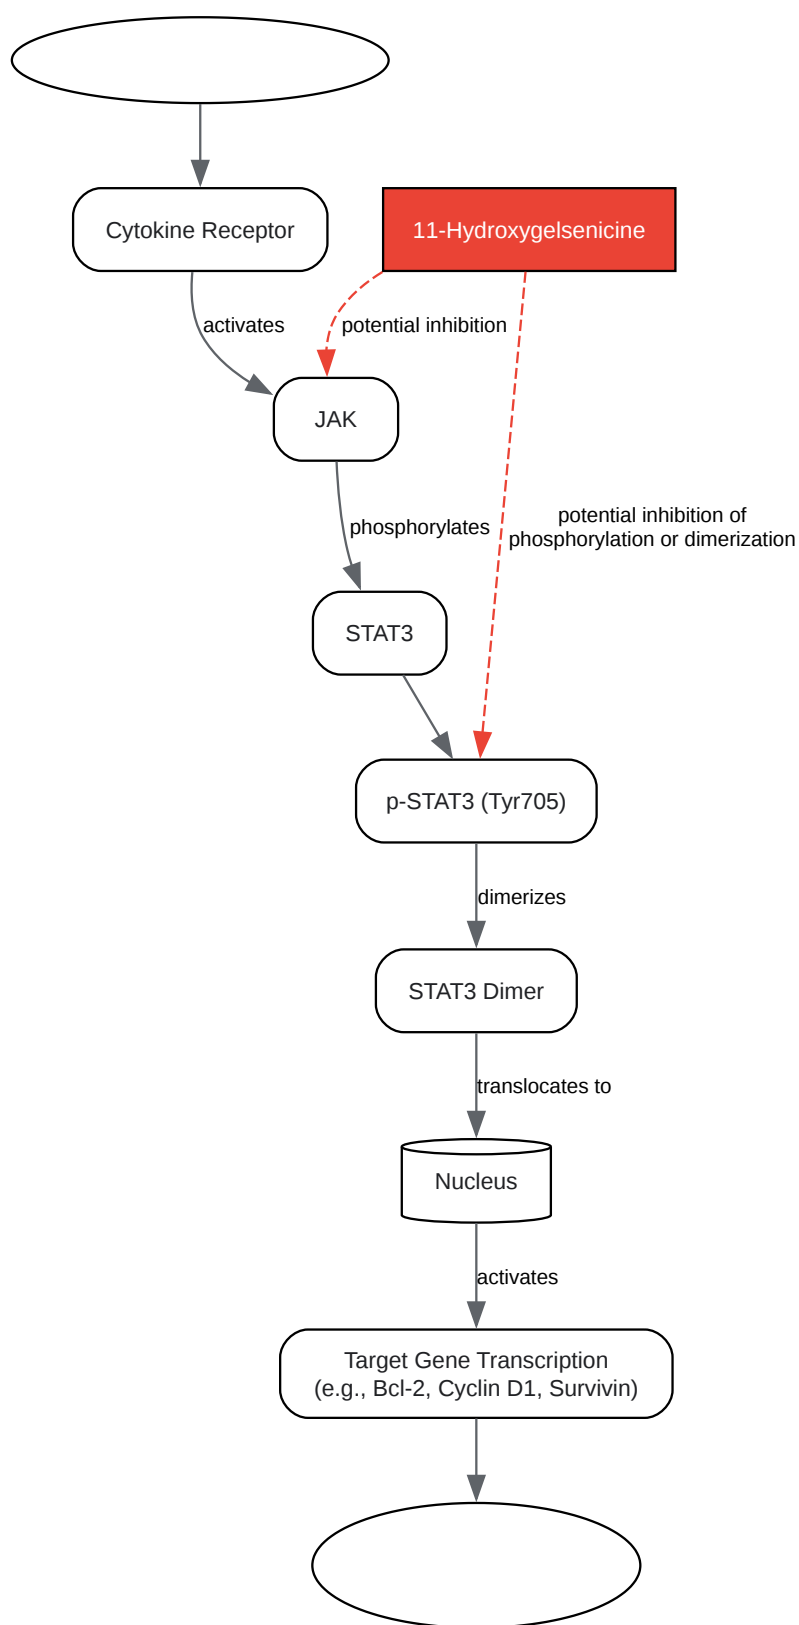 Cytokine Receptor
11-Hydroxygelsenicine
activates
potential inhibition
JAK
phosphorylates
potential inhibition of
phosphorylation or dimerization
STAT3
p-STAT3 (Tyr705)
dimerizes
STAT3 Dimer
translocates to
Nucleus
activates
Target Gene Transcription
(e.g., Bcl-2, Cyclin D1, Survivin)